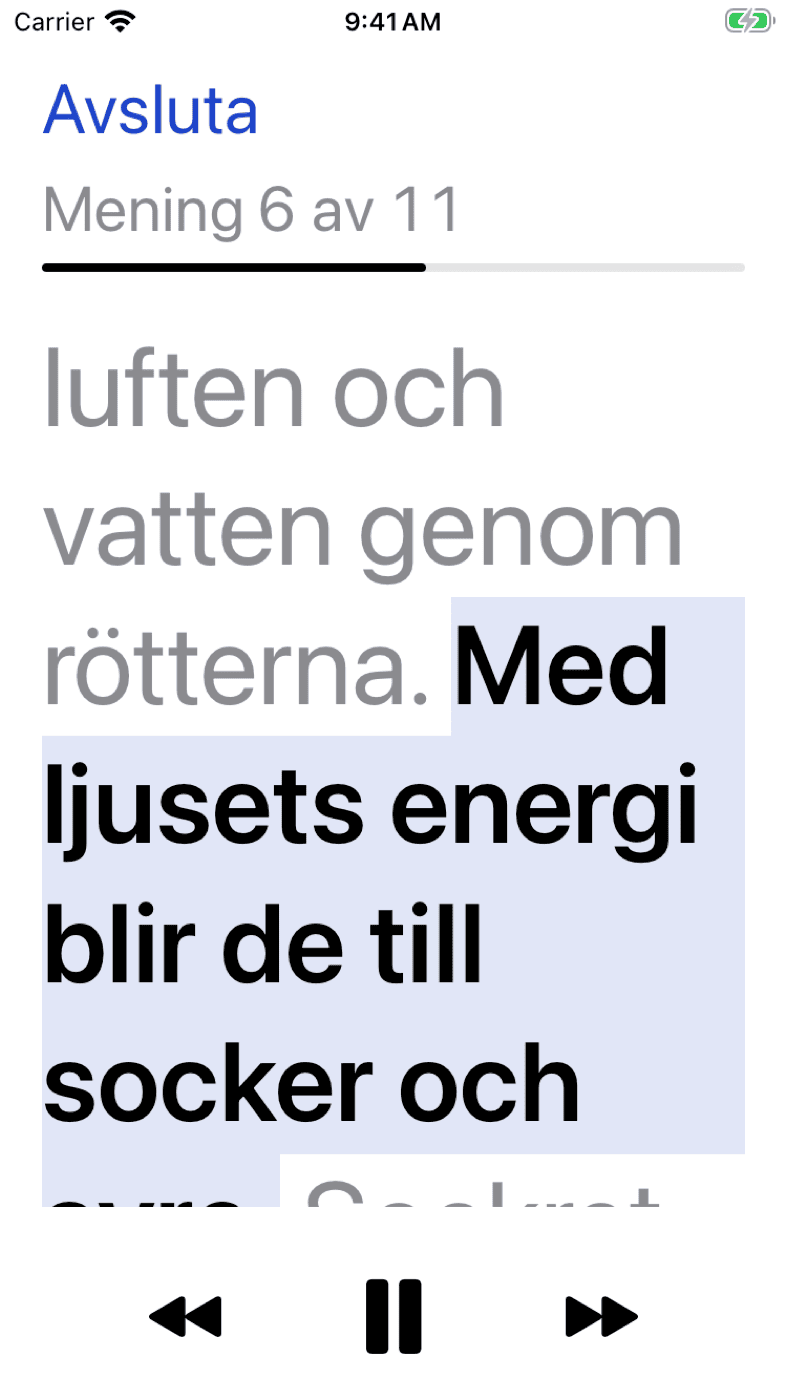 Carrier
9:41 AM
Avsluta
Mening 6 av 11
luften och
vatten genom
rötterna. Med
ljusets energi
blir de till
socker och